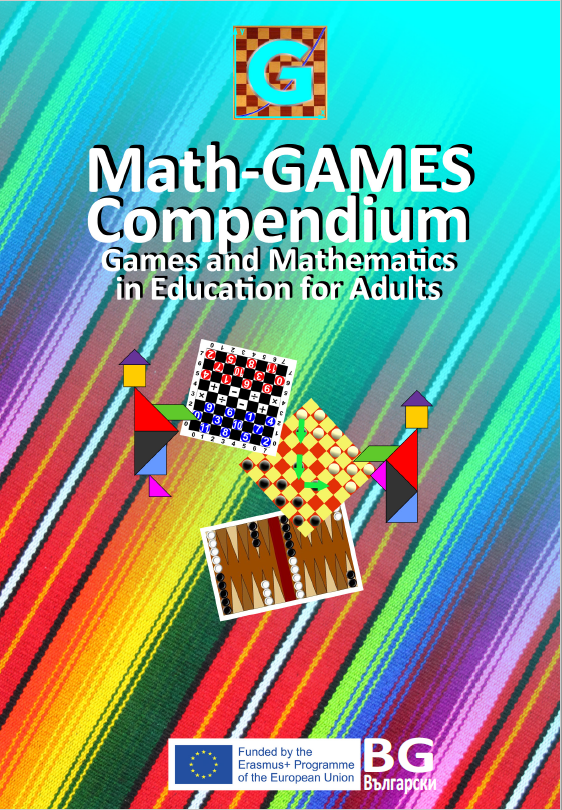 G
Math-GAMES
Compendium
Games and Mathematics
in Education for Adults
Funded by the
Erasmus+ Programme
of the European Union
BG
Български